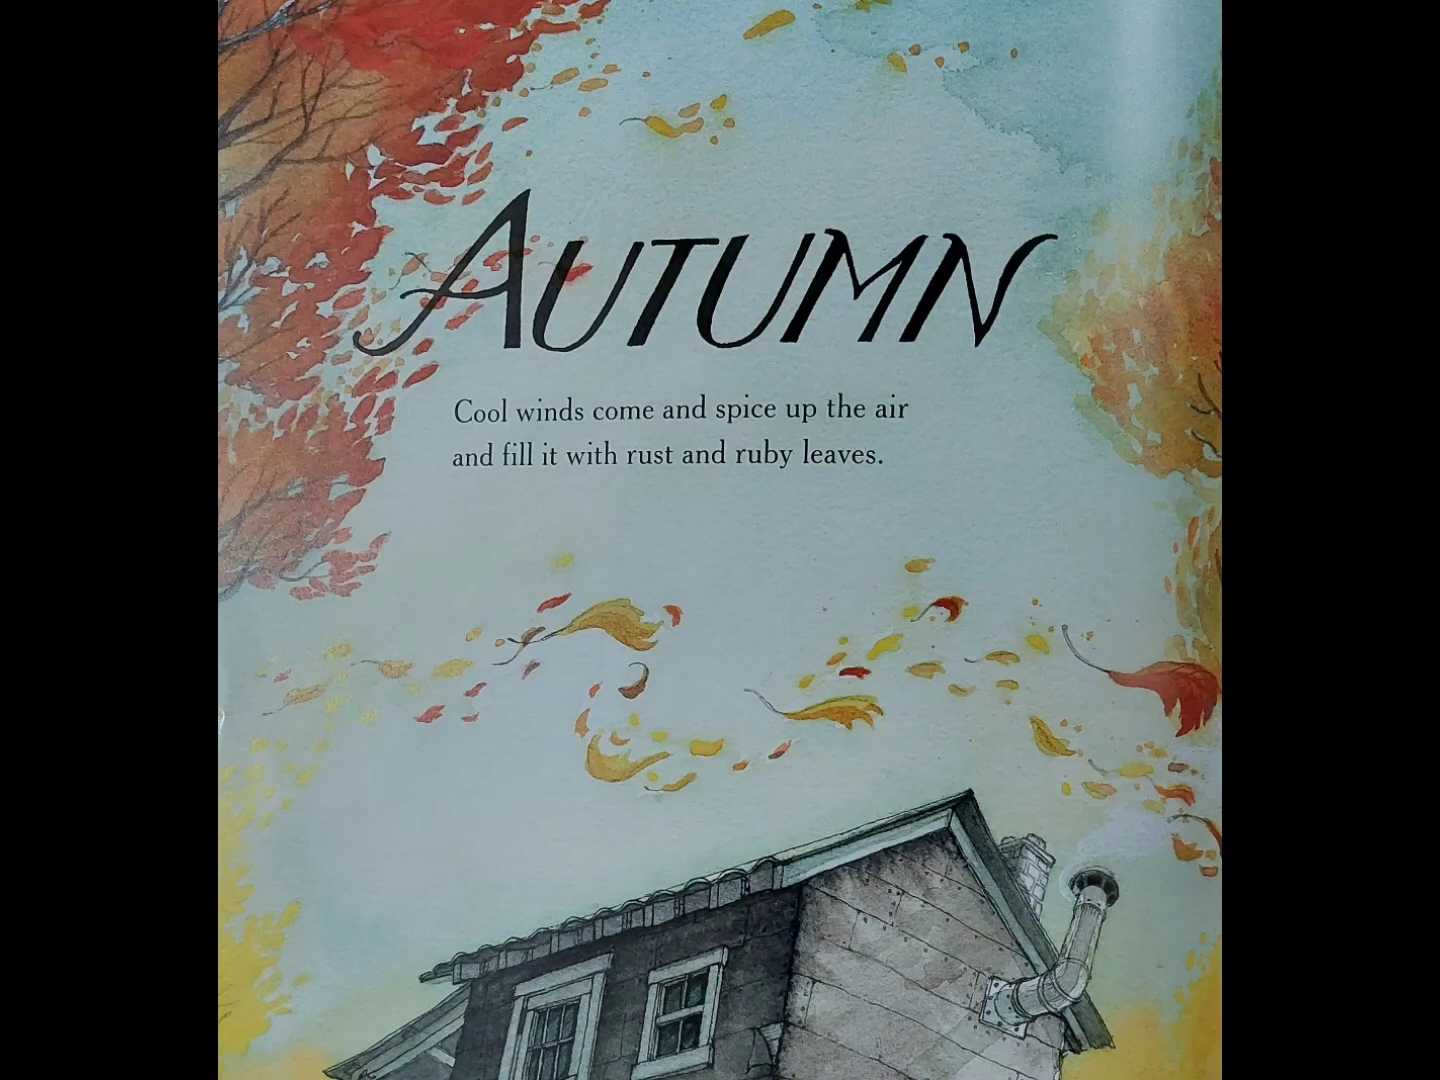 AUTUMN
Cool winds come and spice up the air
and fill it with rust and ruby leaves.